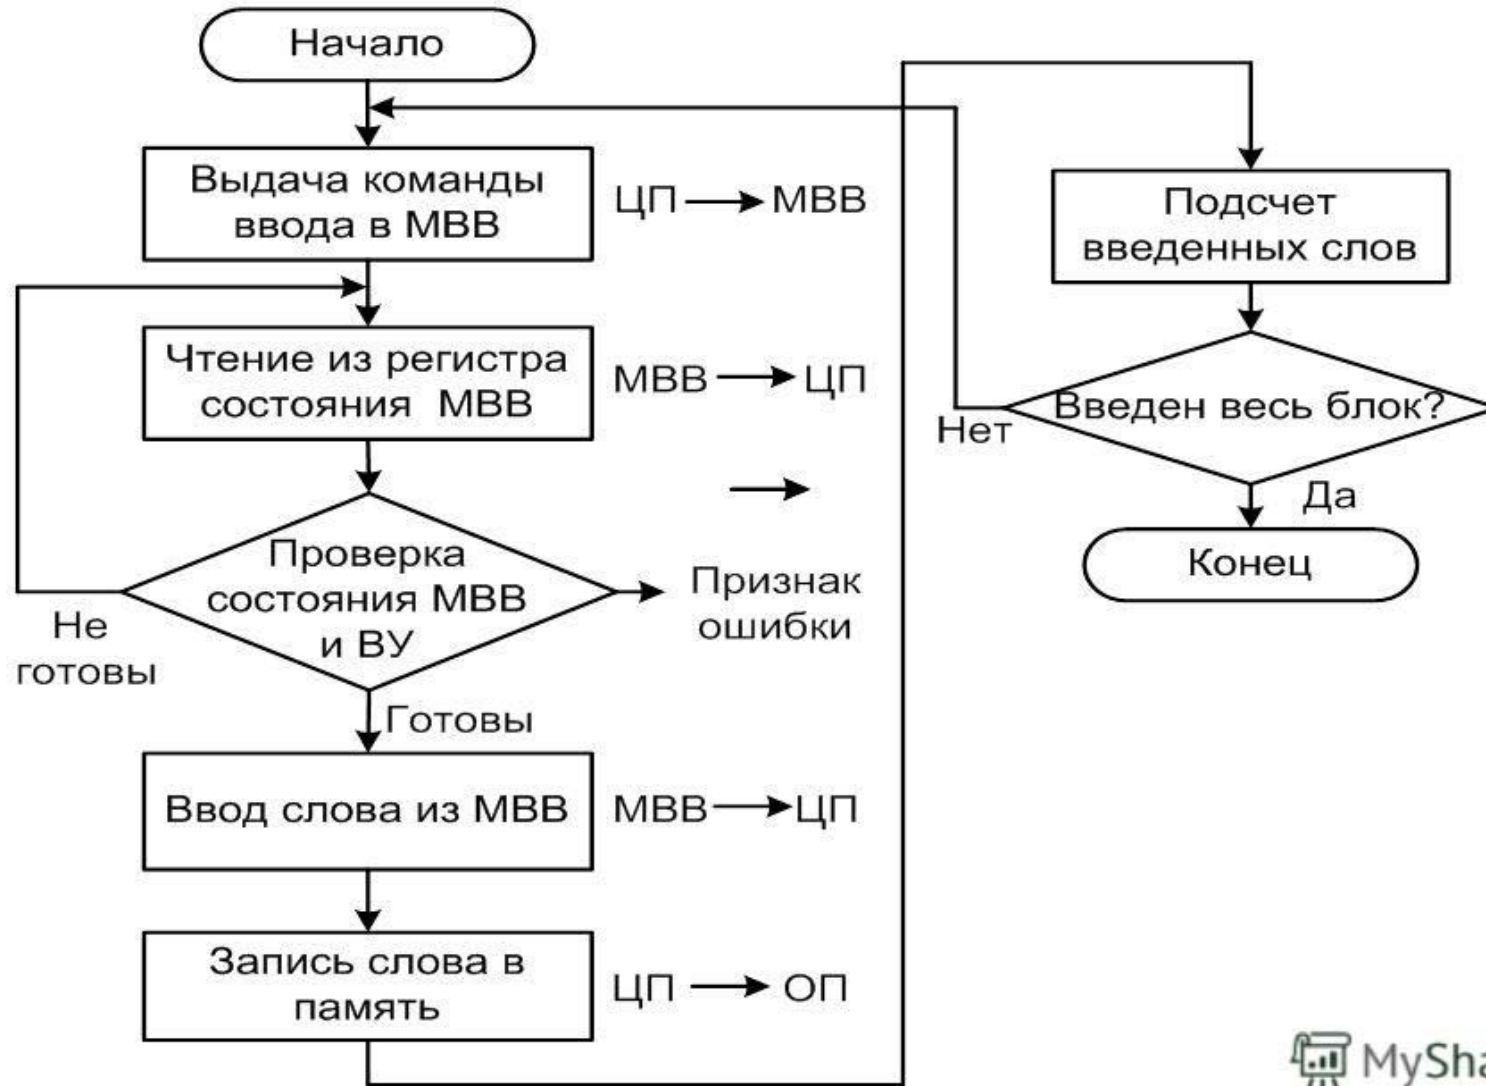 Начало
Выдача команды
ввода в МВВ
ЦП → МВВ
Чтение из регистра
состояния МВВ
МВВ → ЦП
→
Проверка
состояния МВВ
и ВУ
Не
готовы
Признак
ошибки
Готовы
Ввод слова из МВВ
МВВ → ЦП
Запись слова в
память
ЦП → ОП
Подсчет
введенных слов
Введен весь блок?
Нет
Да
Конец
MySha